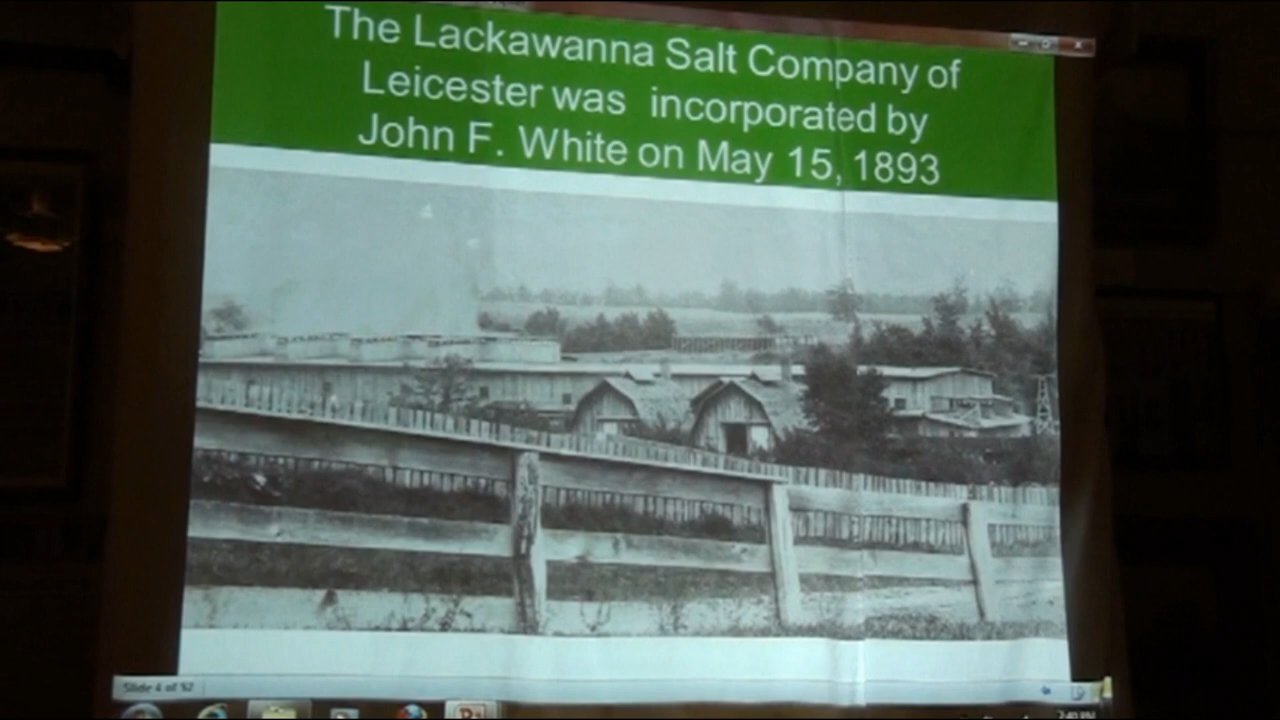 The Lackawanna Salt Company of
Leicester was incorporated by
John F. White on May 15, 1893
Slide 4 of 52